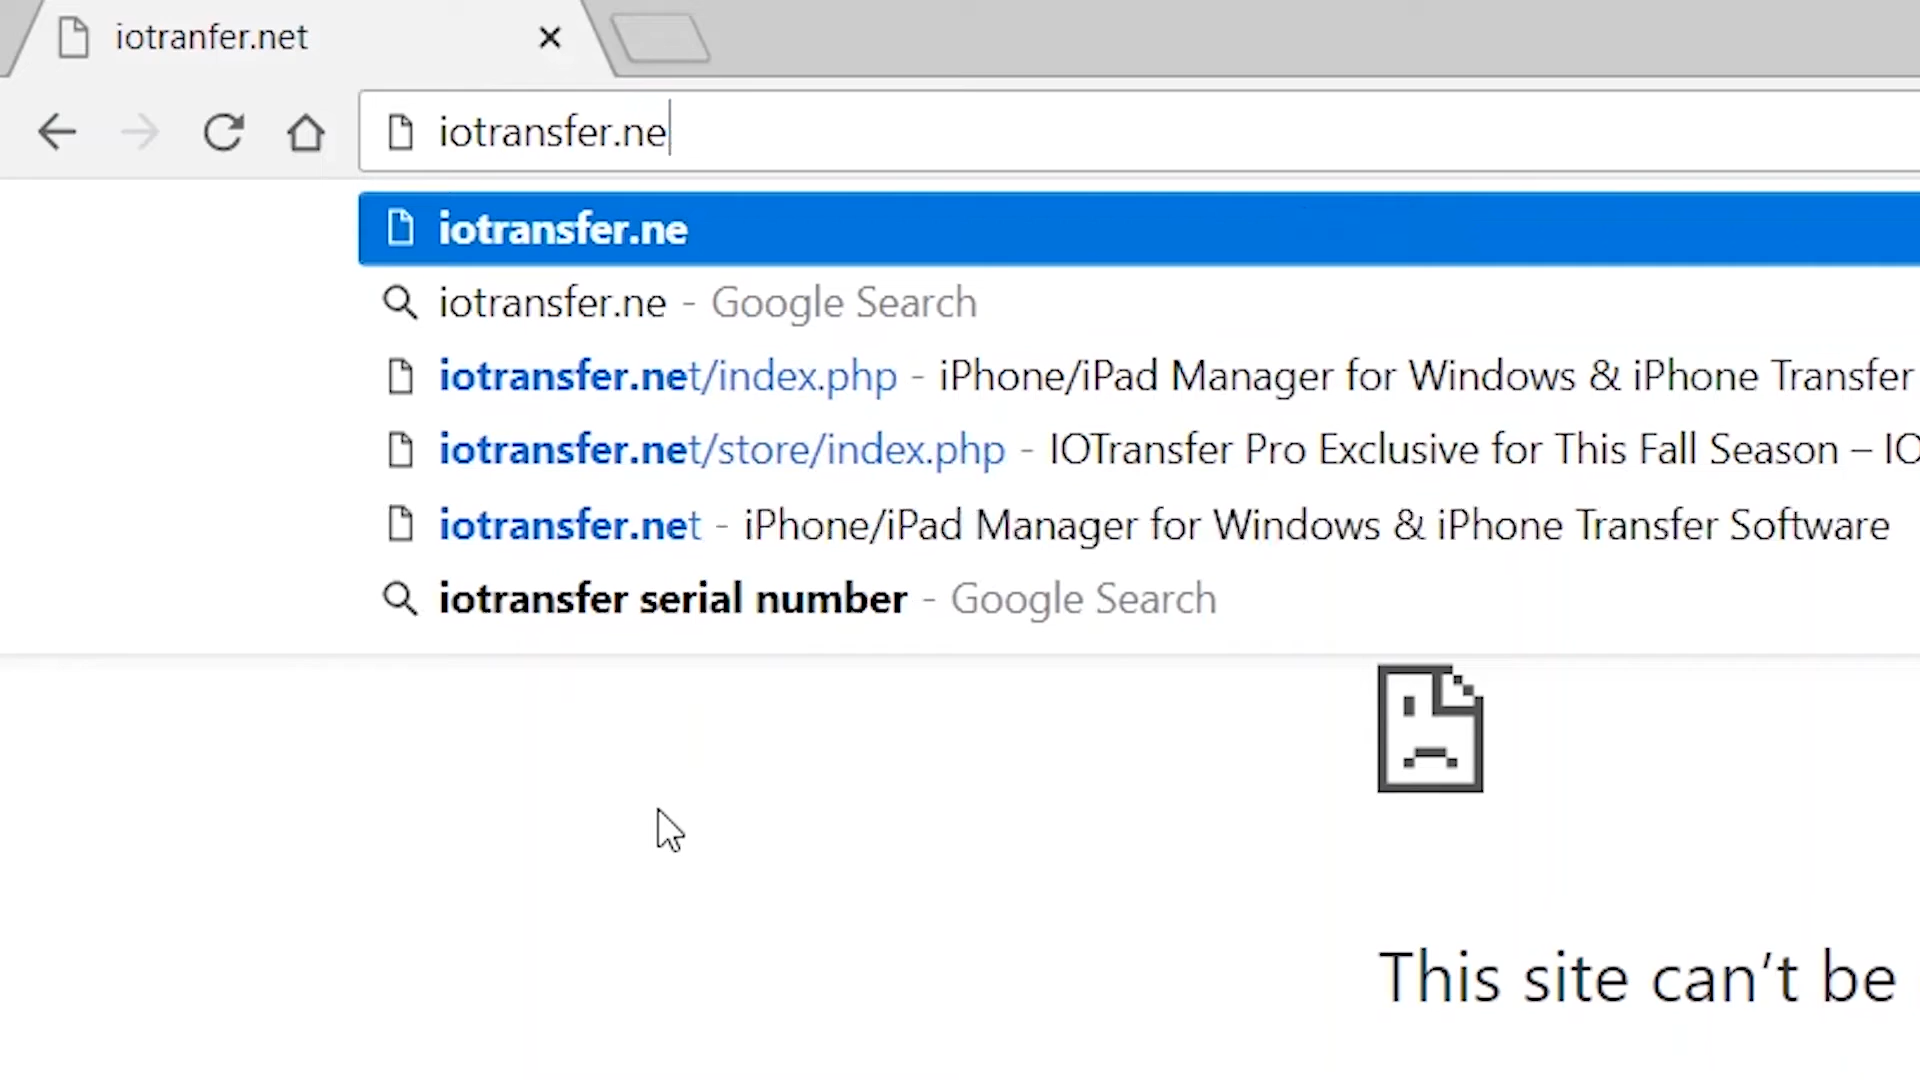 iotranfer.net
iotransfer.ne
iotransfer.ne
iotransfer.ne - Google Search
iotransfer.net/index.php - iPhone/iPad Manager for Windows & iPhone Transfer
iotransfer.net/store/index.php - IOTransfer Pro Exclusive for This Fall Season – IO
iotransfer.net - iPhone/iPad Manager for Windows & iPhone Transfer Software
iotransfer serial number - Google Search
This site can’t be